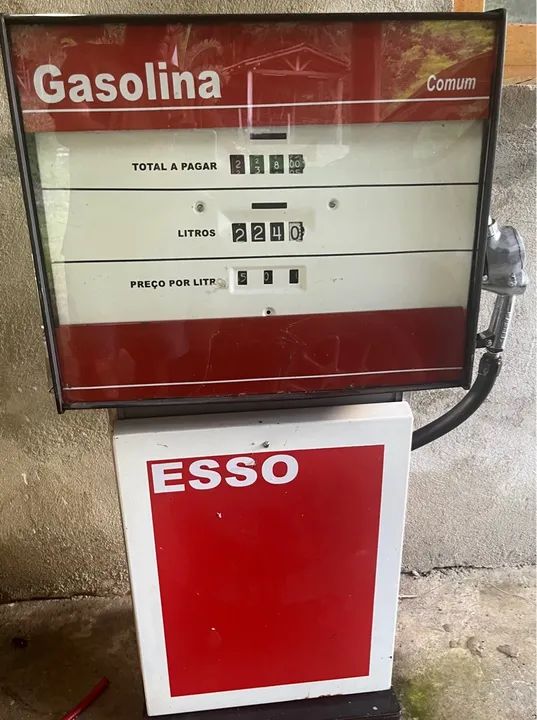 Gasolina
Comum
TOTAL A PAGAR
LITROS 2240
PREÇO POR LITR
ESSO